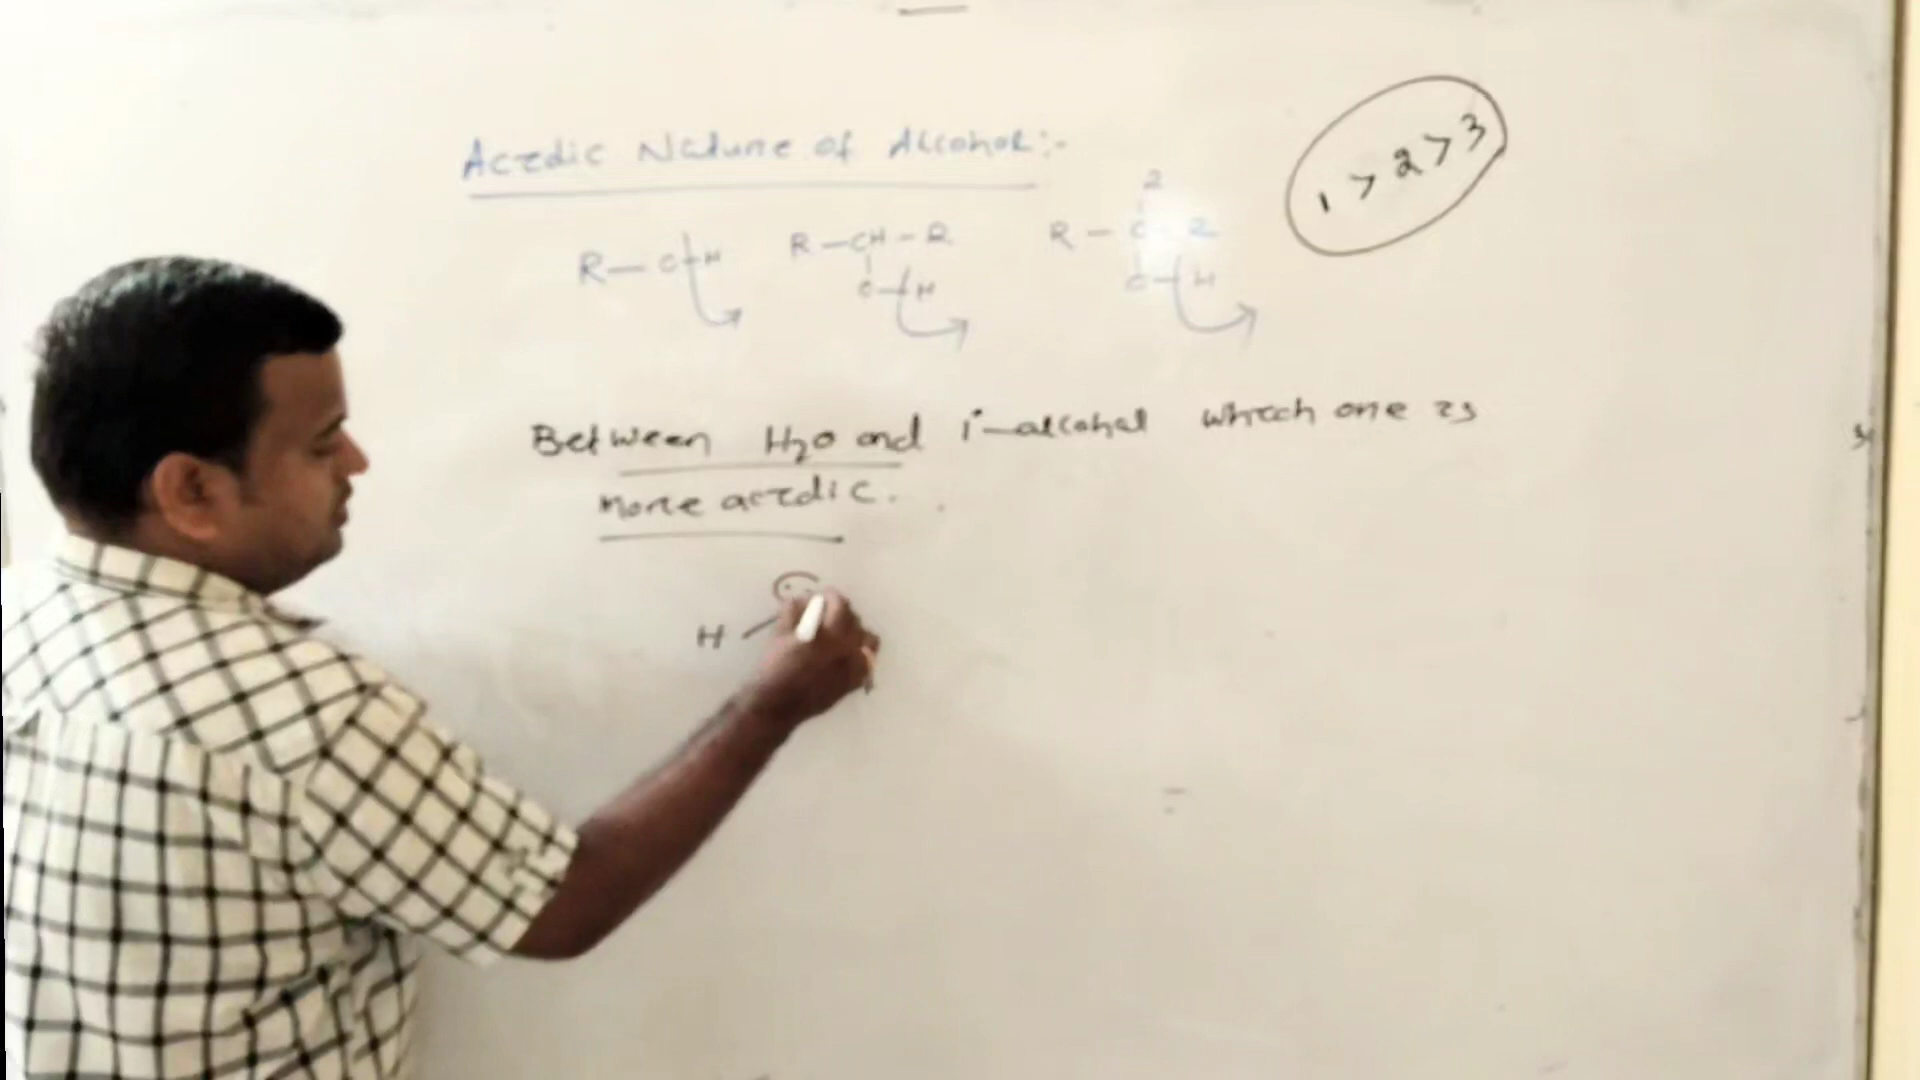 Acidic Nature of Alcohol:-
1 > 2 > 3
R — O — H
R — CH — R
O — H
R
R — C — R
O — H
Between H2O and 1°-alcohol which one is
more acidic.
H